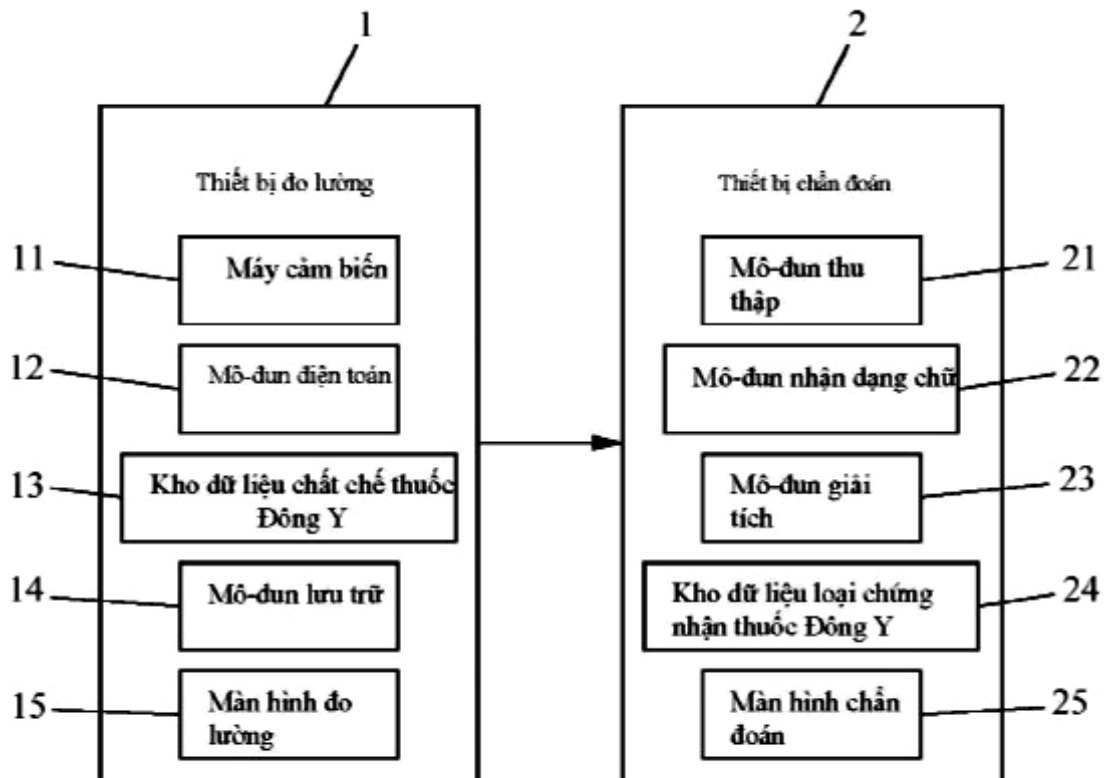 1
2
Thiết bị đo lường
Thiết bị chẩn đoán
11
Máy cảm biến
12
Mô-đun điện toán
13
Kho dữ liệu chất chế thuốc
Đông Y
14
Mô-đun lưu trữ
15
Màn hình đo
lường
21
Mô-đun thu
thập
22
Mô-đun nhận dạng chữ
23
Mô-đun giải
tích
24
Kho dữ liệu loại chứng
nhận thuốc Đông Y
25
Màn hình chẩn
đoán